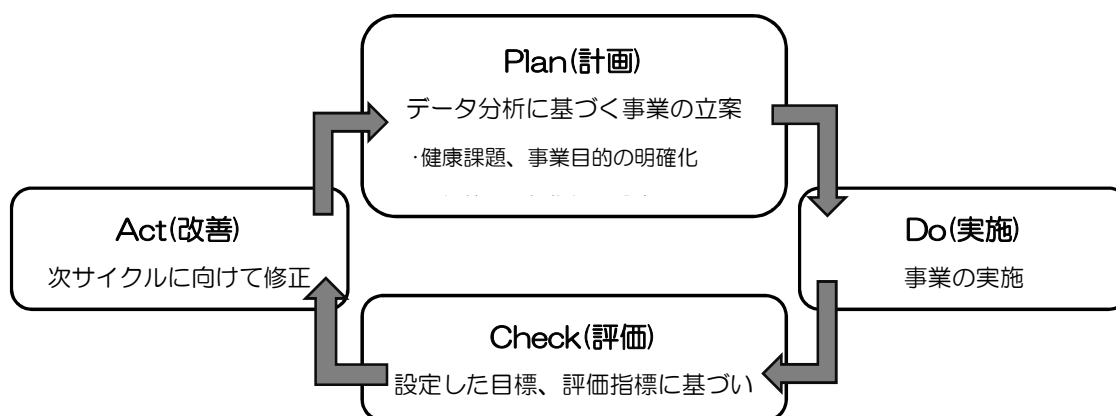 Plan(計画)
データ分析に基づく事業の立案
・健康課題、事業目的の明確化
Act(改善)
次サイクルに向けて修正
Do(実施)
事業の実施
Check(評価)
設定した目標、評価指標に基づい